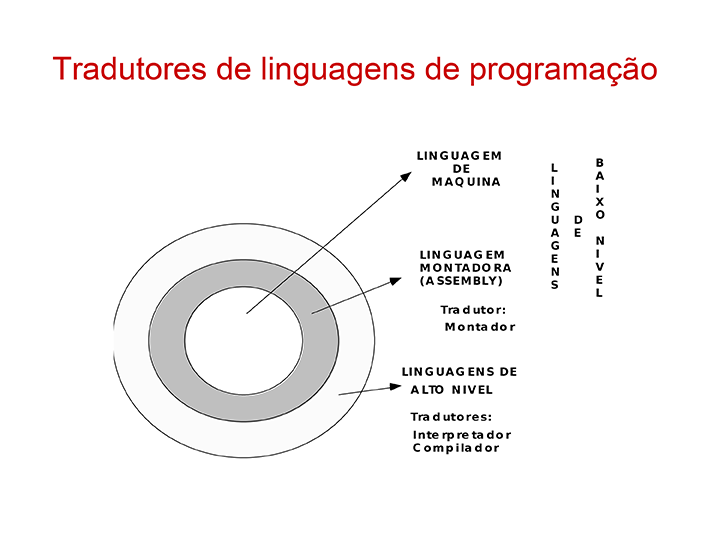 Tradutores de linguagens de programação
LINGUAGEM
DE
MAQUINA
LINGUAGEM
MONTADORA
(ASSEMBLY)
Tradutor:
Montador
LINGUAGENS DE
ALTO NIVEL
Tradutores:
Interpretador
Compilador
LINGUAGENS
DE
BAIXO NIVEL